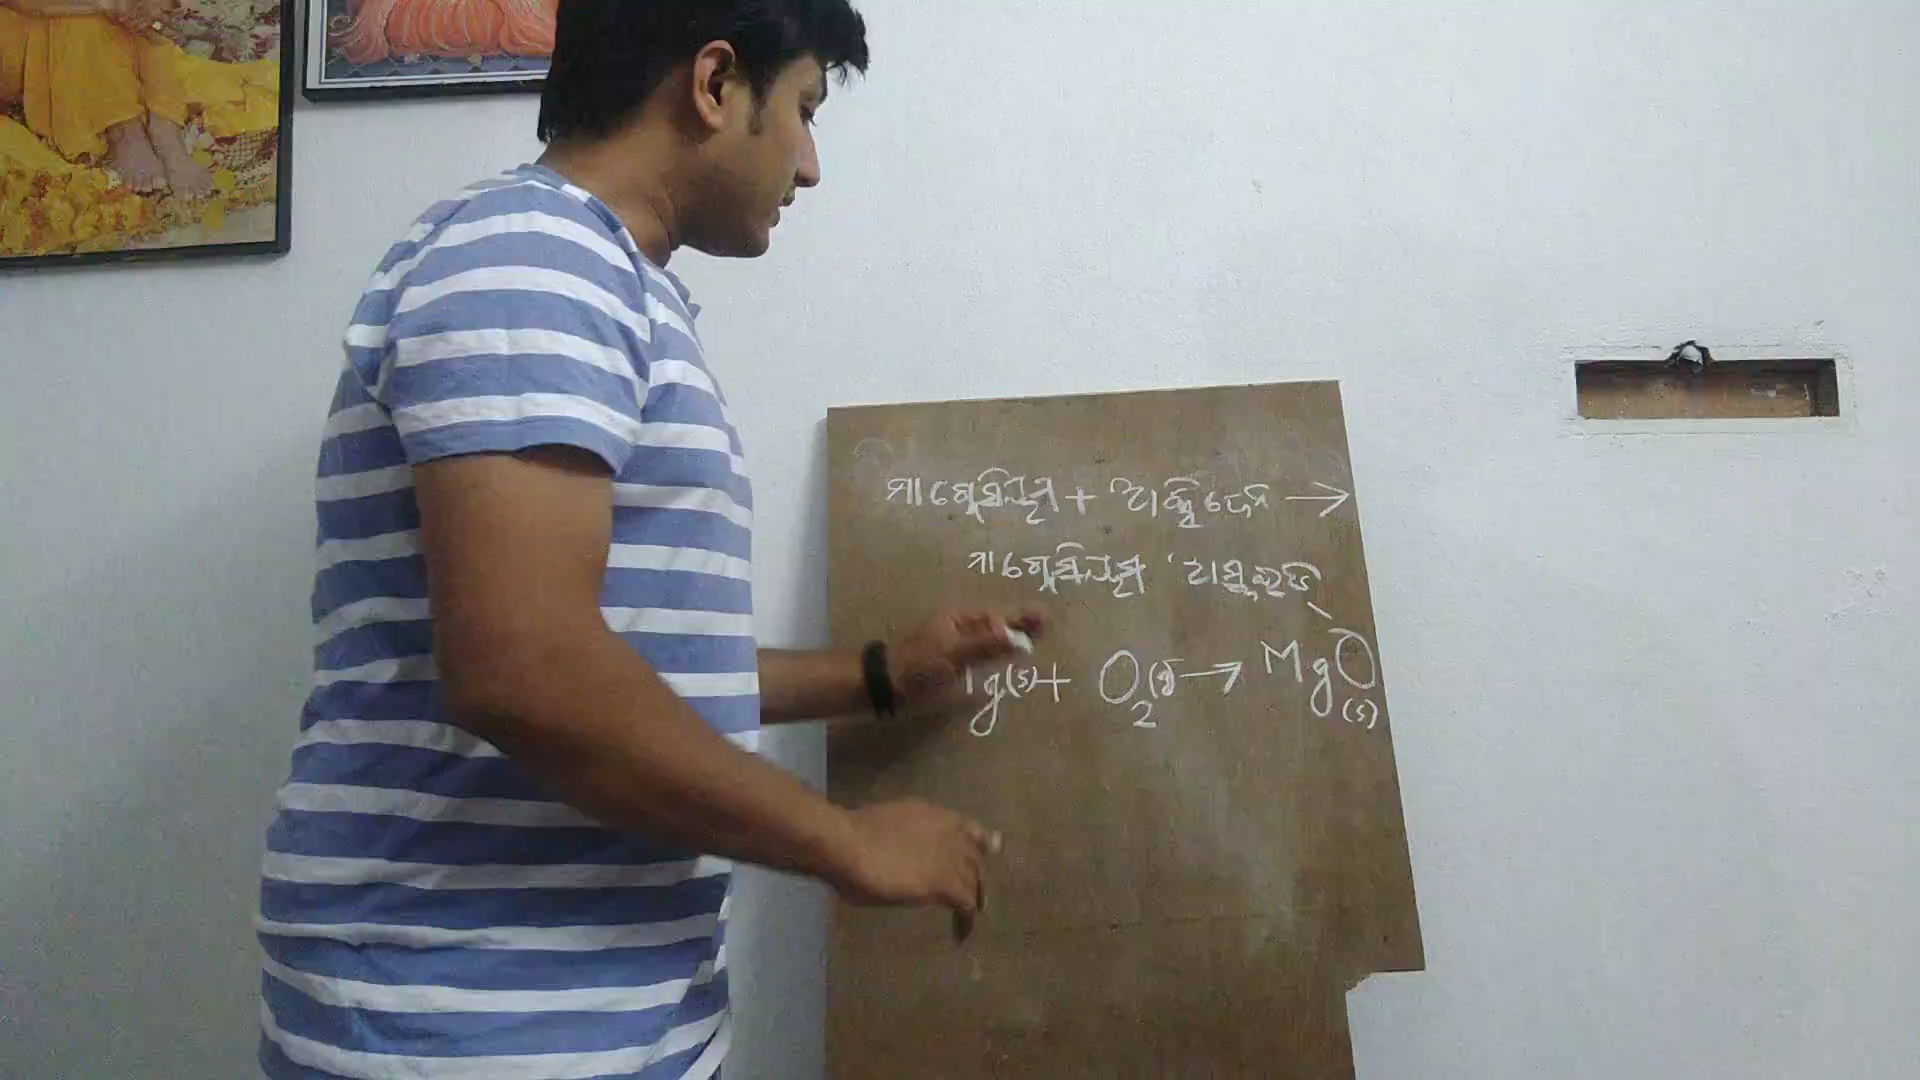 ମାଗ୍ନେସିୟମ + ଅକ୍ସିଜେନ →
ମାଗ୍ନେସିୟମ ଅକ୍ସାଇଡ
g(s) + O₂(g) → MgO(s)